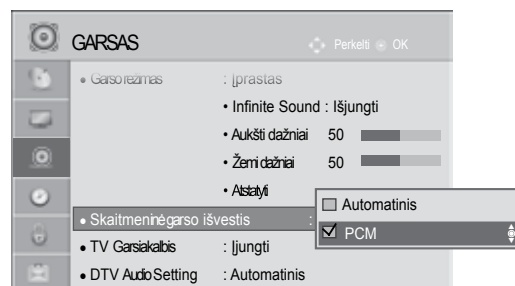 GARSAS Perkelti OK
• Garso režimas : Įprastas
• Infinite Sound : Išjungti
• Aukšti dažniai 50
• Žemi dažniai 50
• Atstatyti
• Skaitmeninė garso išvestis :
Automatinis
PCM
• TV Garsiakalbis : Įjungti
• DTV Audio Setting : Automatinis